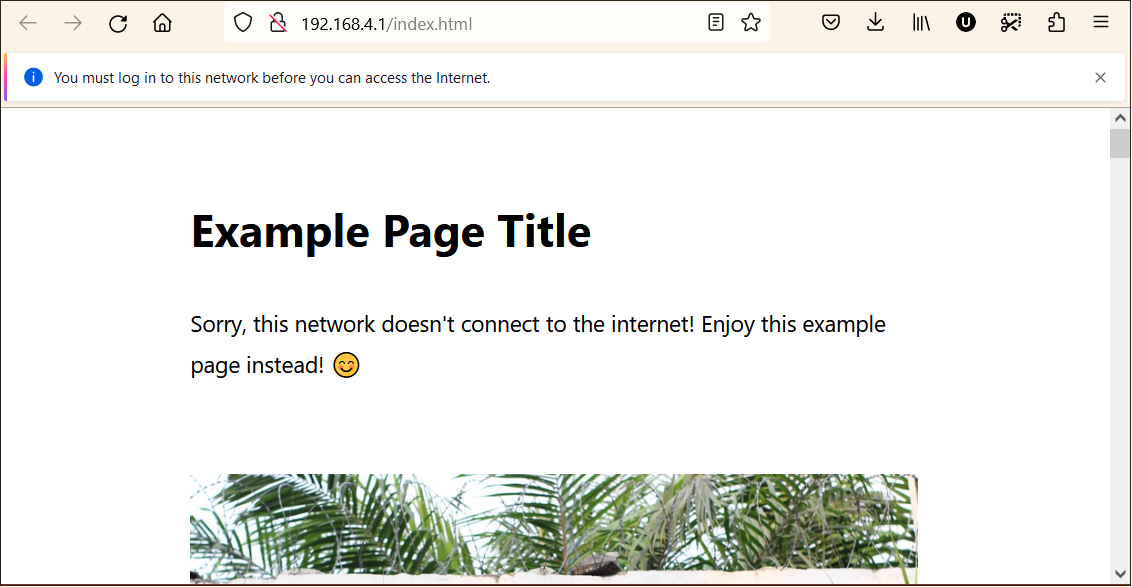 192.168.4.1/index.html
You must log in to this network before you can access the Internet.
Example Page Title
Sorry, this network doesn't connect to the internet! Enjoy this example
page instead! 😊